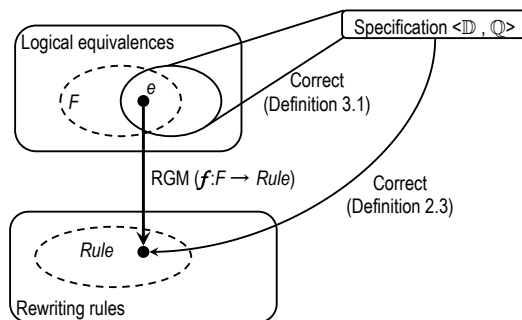 Logical equivalences
Specification <𝔻 , ℚ>
F
e
Correct
(Definition 3.1)
RGM (f:F → Rule)
Correct
(Definition 2.3)
Rule
Rewriting rules